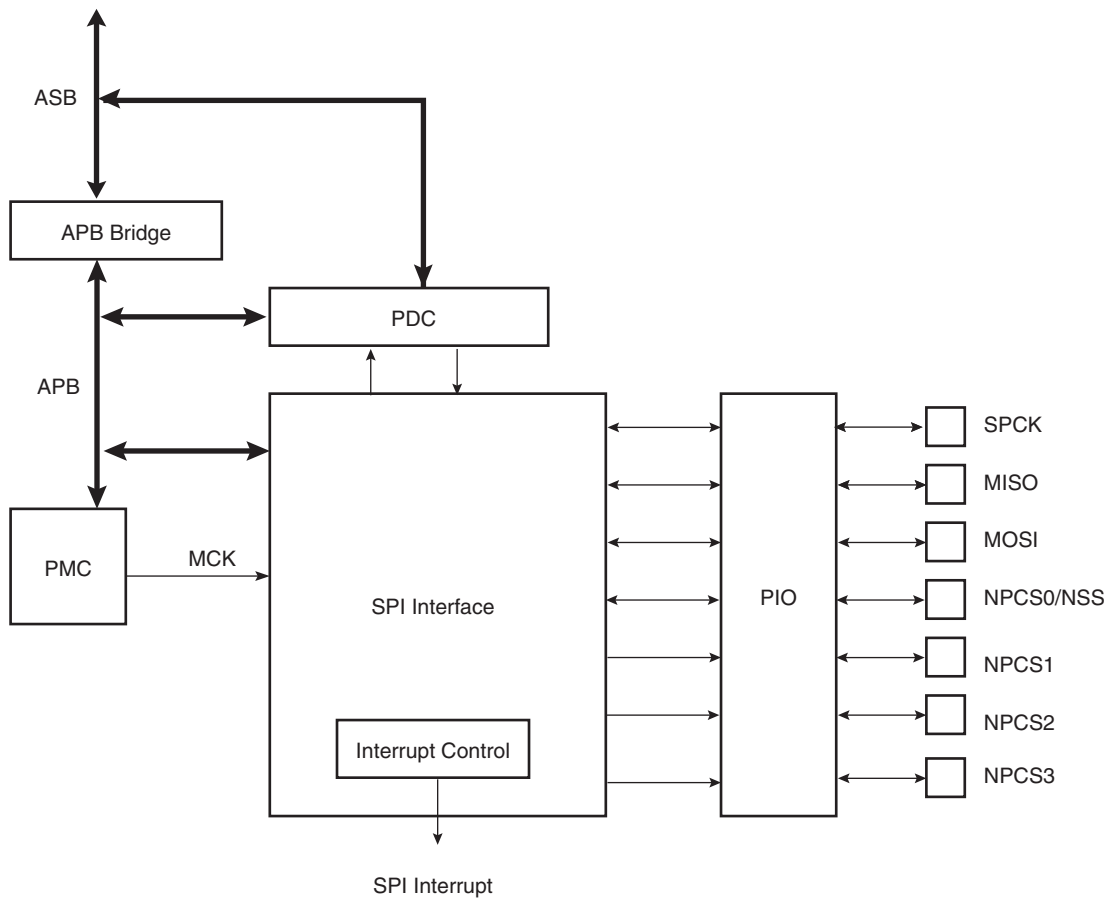 ASB
APB Bridge
PDC
APB
SPCK
MISO
MOSI
PMC
MCK
SPI Interface
PIO
NPCS0/NSS
NPCS1
NPCS2
Interrupt Control
NPCS3
SPI Interrupt